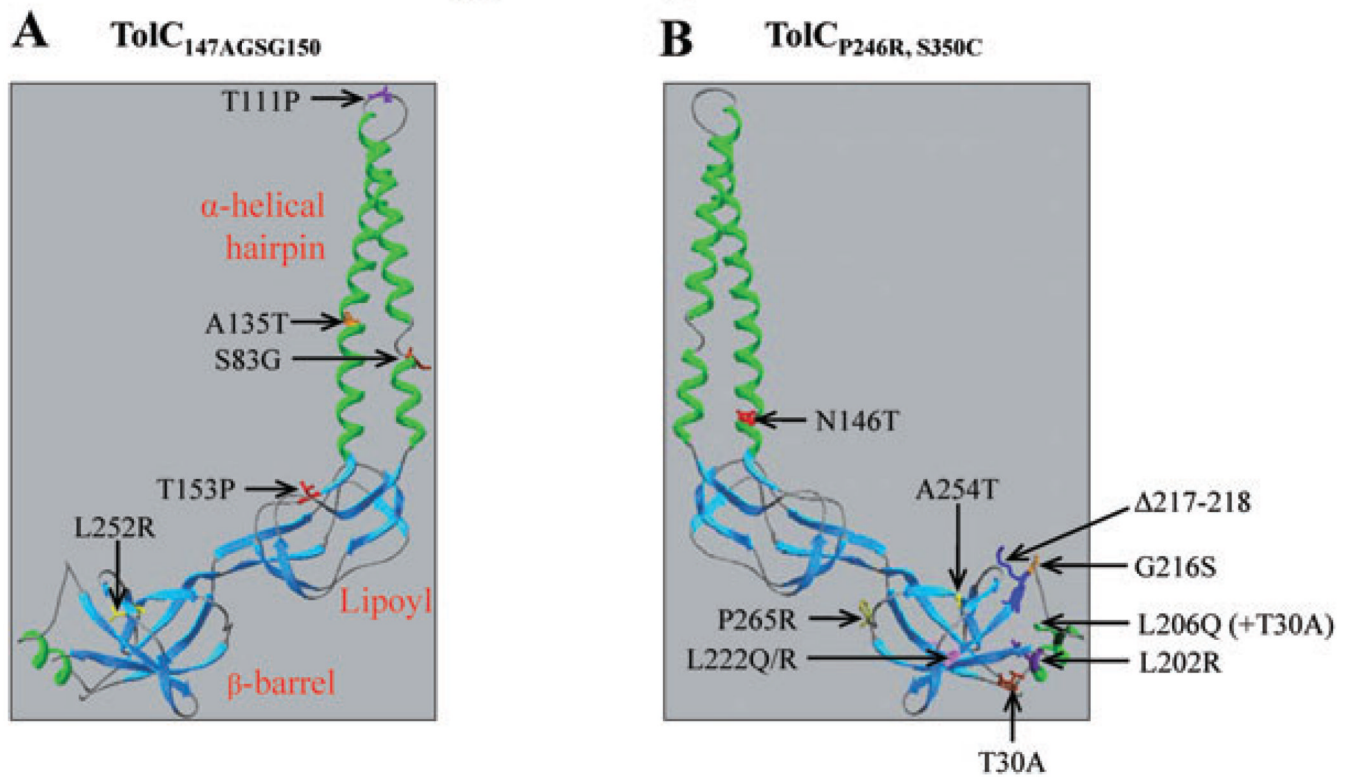 A TolC147AGSG150
T111P
α-helical
hairpin
A135T
S83G
T153P
L252R
Lipoyl
β-barrel
B TolCP246R, S350C
N146T
A254T
Δ217-218
G216S
P265R
L206Q (+T30A)
L222Q/R
L202R
T30A